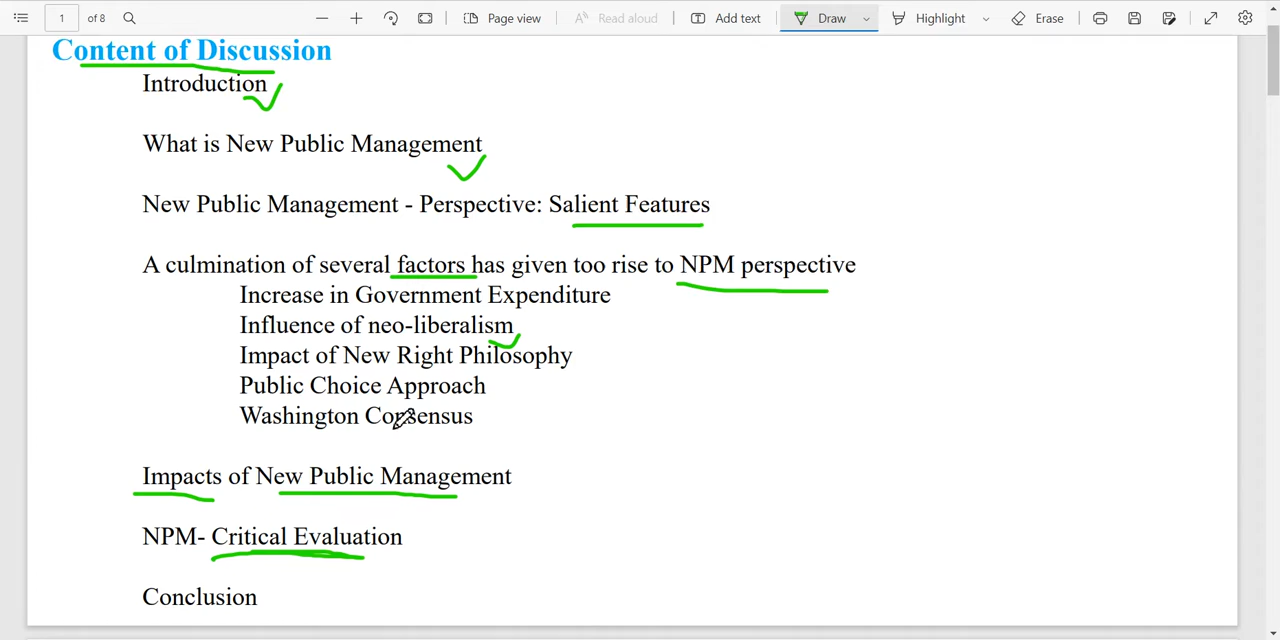 1 of 8 Page view Read aloud Add text Draw Highlight Erase
Content of Discussion
Introduction
What is New Public Management
New Public Management - Perspective: Salient Features
A culmination of several factors has given too rise to NPM perspective
Increase in Government Expenditure
Influence of neo-liberalism
Impact of New Right Philosophy
Public Choice Approach
Washington Consensus
Impacts of New Public Management
NPM- Critical Evaluation
Conclusion